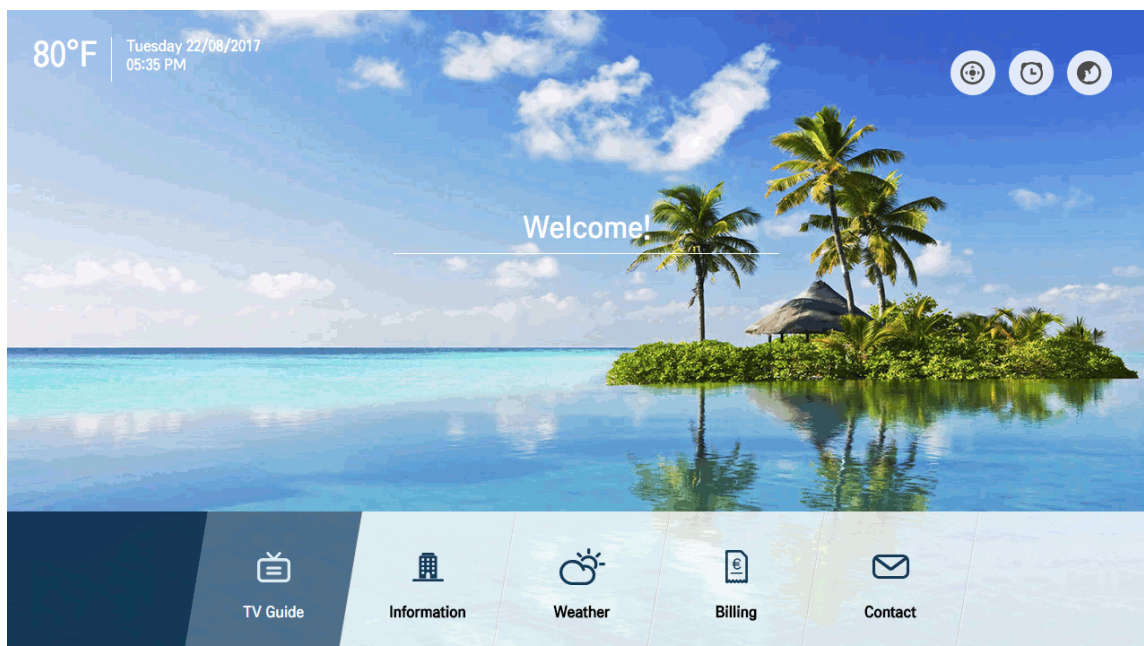 80°F
Tuesday 22/08/2017
05:35 PM
Welcome!
TV Guide
Information
Weather
€
Billing
Contact